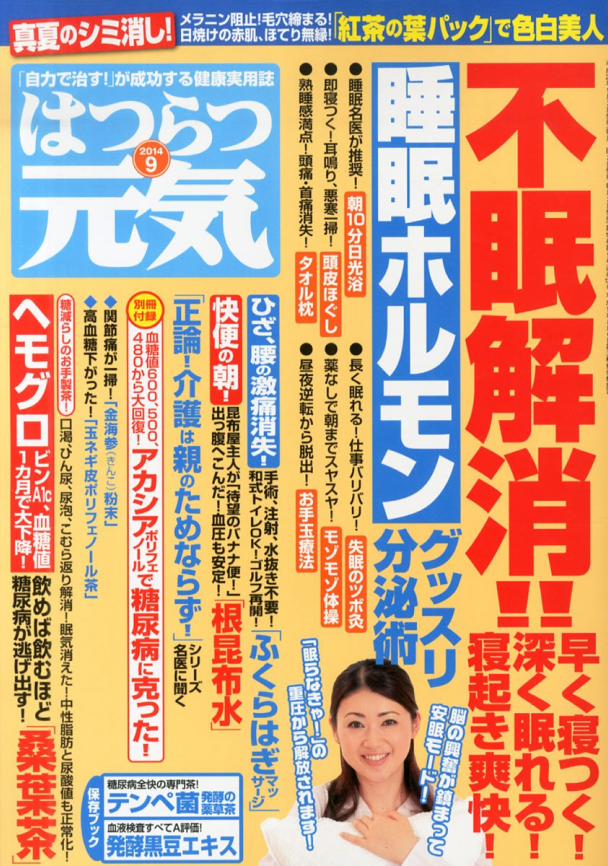 真夏のシミ消し!
メラニン阻止!毛穴締まる!
日焼けの赤肌、ほてり無縁!
「紅茶の葉パック」で色白美人
「自力で治す!」が成功する健康実用誌
はつらつ
元気
2014
9
不眠解消!!
早く寝つく!
深く眠れる!
寝起き爽快!
睡眠ホルモン
グッスリ
分泌術
●睡眠名医が推奨!朝10分日光浴
●即寝つく!耳鳴り、悪寒一掃!頭皮ほぐし
●熟睡感満点!頭痛・首痛消失!タオル枕
●長く眠れる!仕事バリバリ!失眠のツボ灸
●薬なしで朝までスヤスヤ!モゾモゾ体操
●昼夜逆転から脱出!お手玉療法
脳の興奮が鎮まって
安眠モード!
「眠らなきゃー」の
重圧から解放されます!
ひざ、腰の激痛消失!
手術、注射、水抜き不要!
和式トイレOK!ゴルフ再開!
「ふくらはぎマッサージ」
快便の朝!
昆布屋主人が「待望のバナナ便!」
出っ腹へこんだ!血圧も安定!
「根昆布水」
「正論!介護は親のためならず!」
シリーズ
名医に聞く
別冊
付録
血糖値600、500、
480から大回復!
アカシアポリフェノールで糖尿病に克った!
◆関節痛が一掃!「金海参(きんこ)粉末」
◆高血糖下がった!「玉ネギ皮ポリフェノール茶」
糖減らしのお手製茶!
口渇、ひん尿、尿泡、こむら返り解消!眠気消えた!中性脂肪と尿酸値も正常化!
ヘモグロビンA1c、血糖値
1カ月で大下降!
飲めば飲むほど
糖尿病が逃げ出す!
「桑葉茶」
保存ブック
糖尿病全快の専門茶!
テンペ菌発酵の薬草茶
血液検査すべてA評価!
発酵黒豆エキス